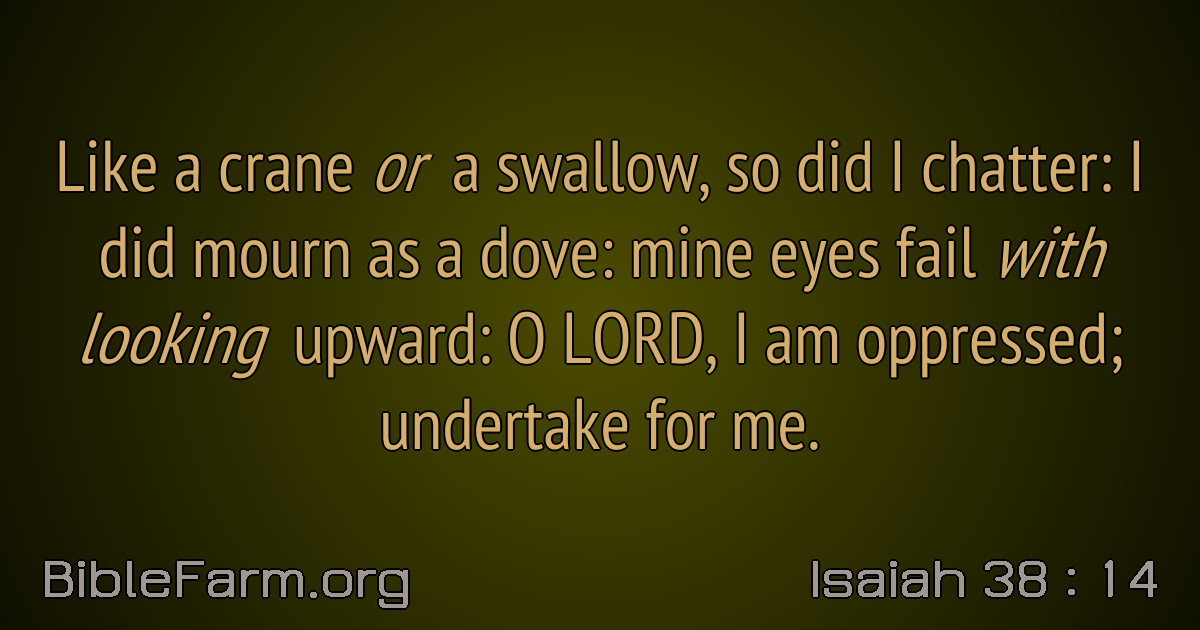 Like a crane or a swallow, so did I chatter: I
did mourn as a dove: mine eyes fail with
looking upward: O LORD, I am oppressed;
undertake for me.
BibleFarm.org
Isaiah 38 : 14